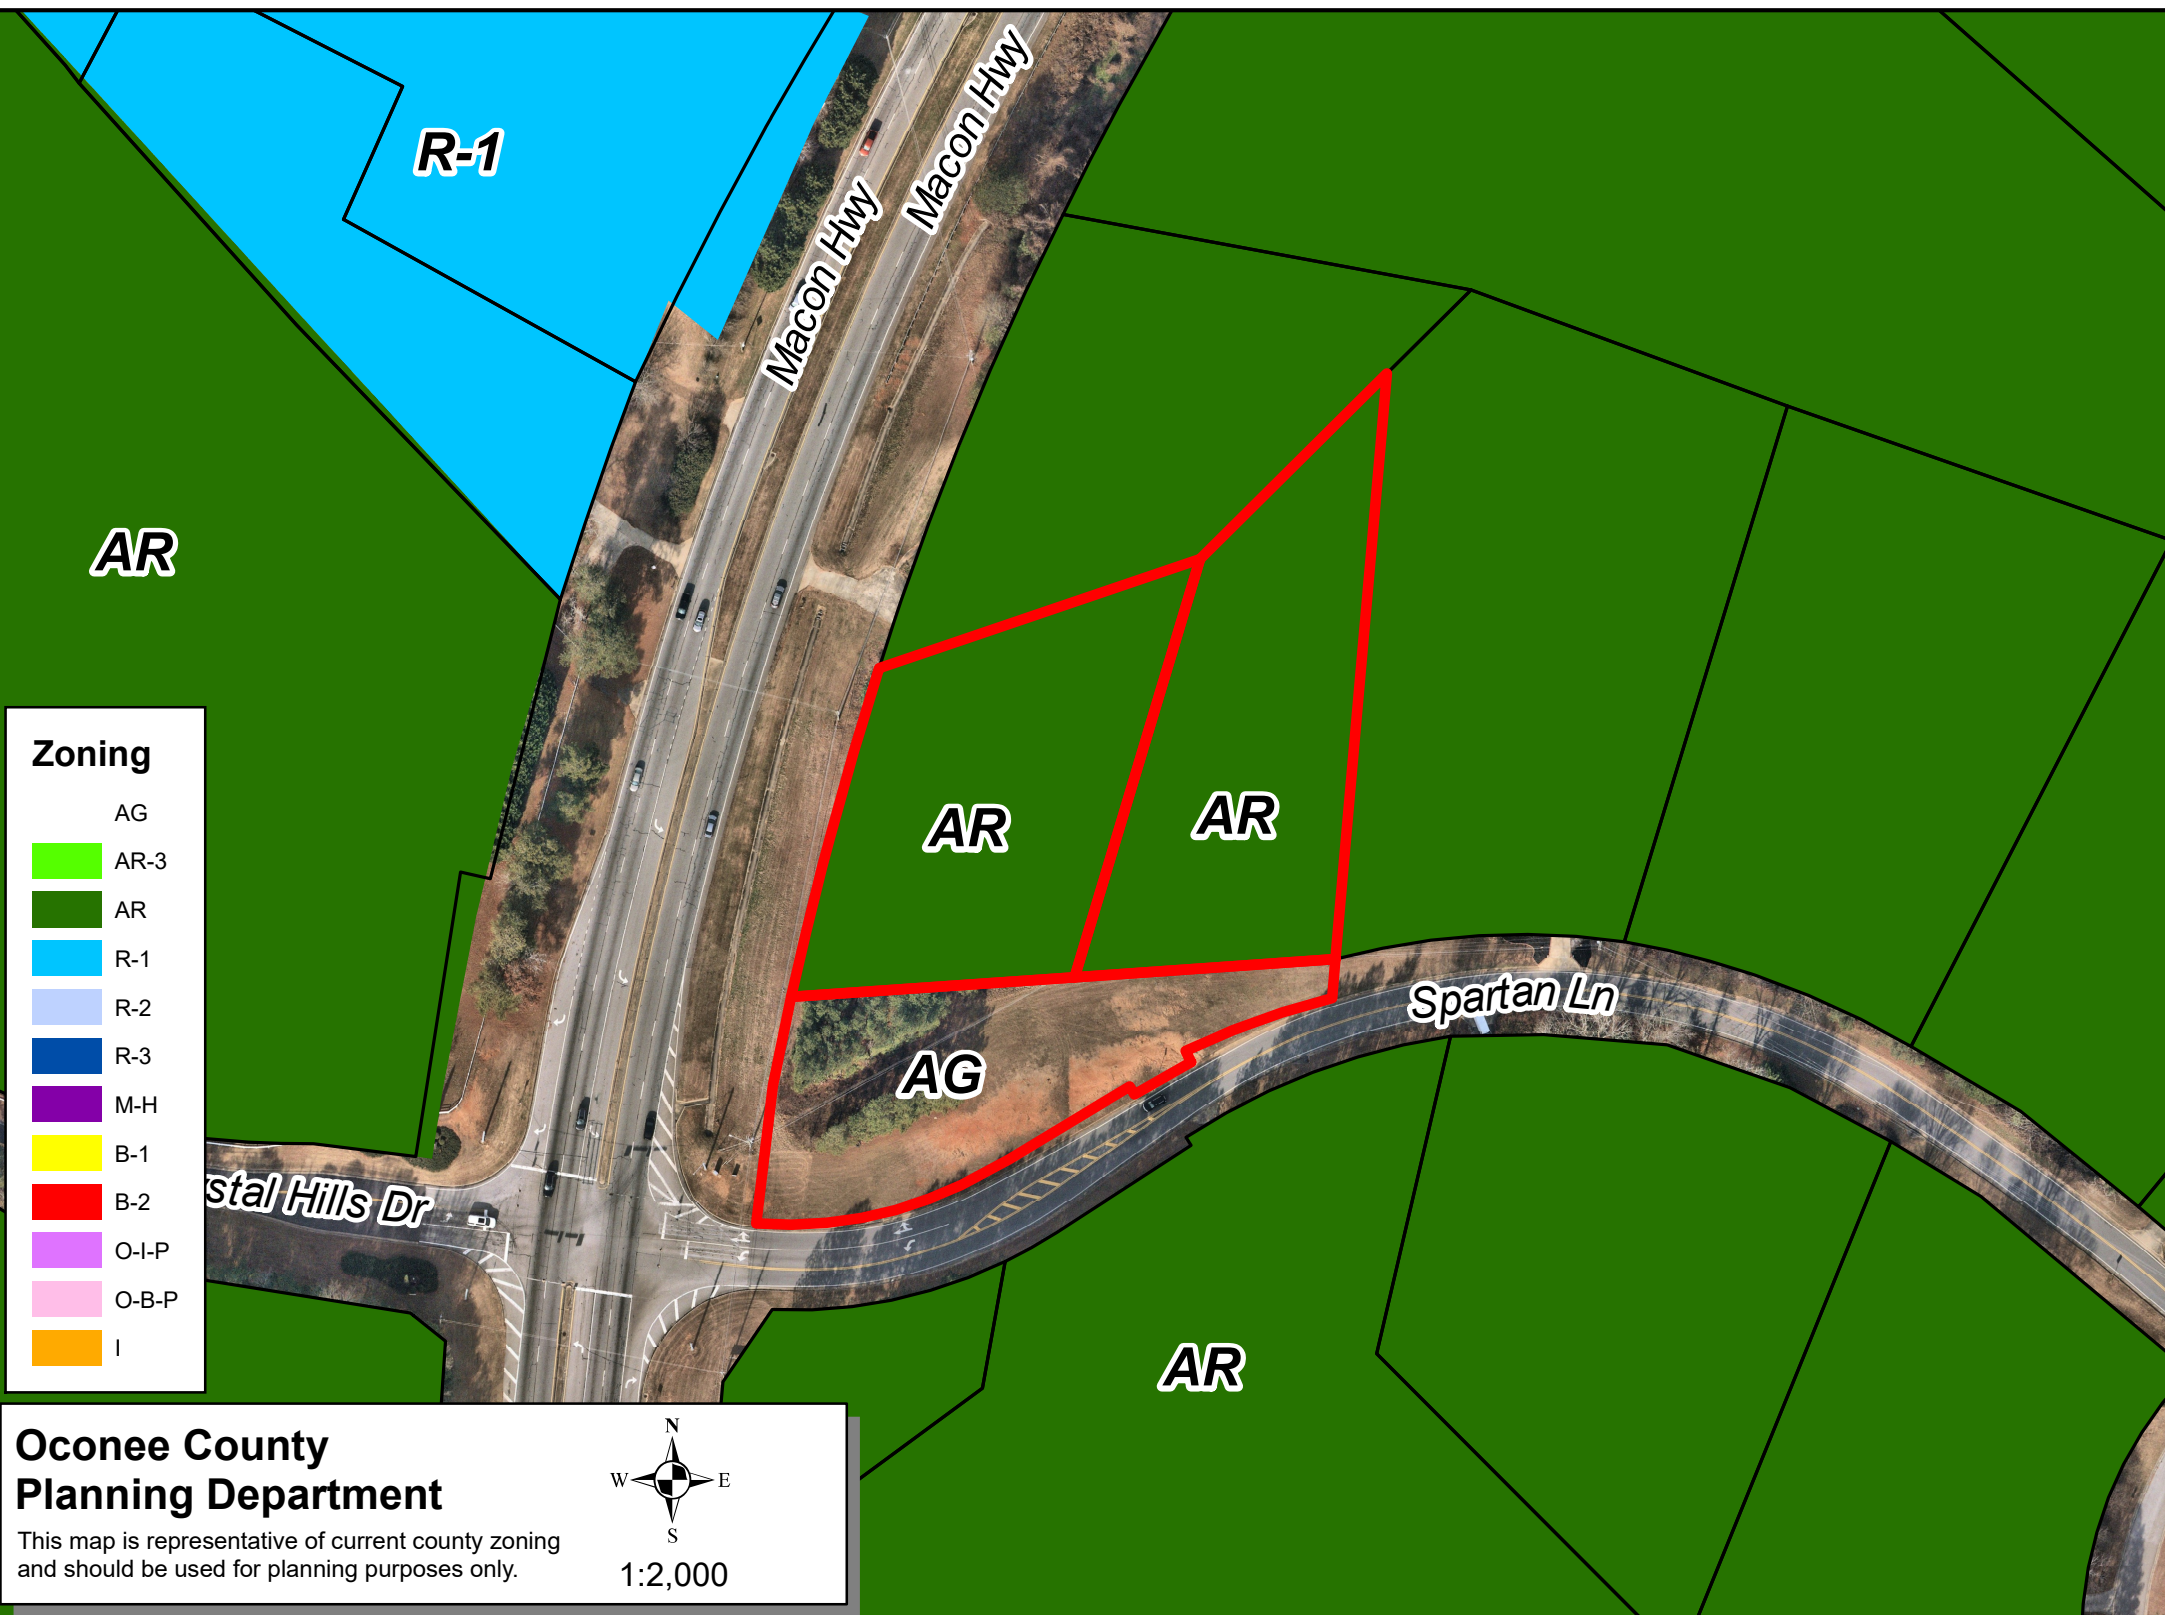 R-1
Macon Hwy
Macon Hwy
AR
AR
AR
AG
Spartan Ln
stal Hills Dr
AR
Zoning
AG
AR-3
AR
R-1
R-2
R-3
M-H
B-1
B-2
O-I-P
O-B-P
I
Oconee County
Planning Department
This map is representative of current county zoning
and should be used for planning purposes only.
N
W E
S
1:2,000